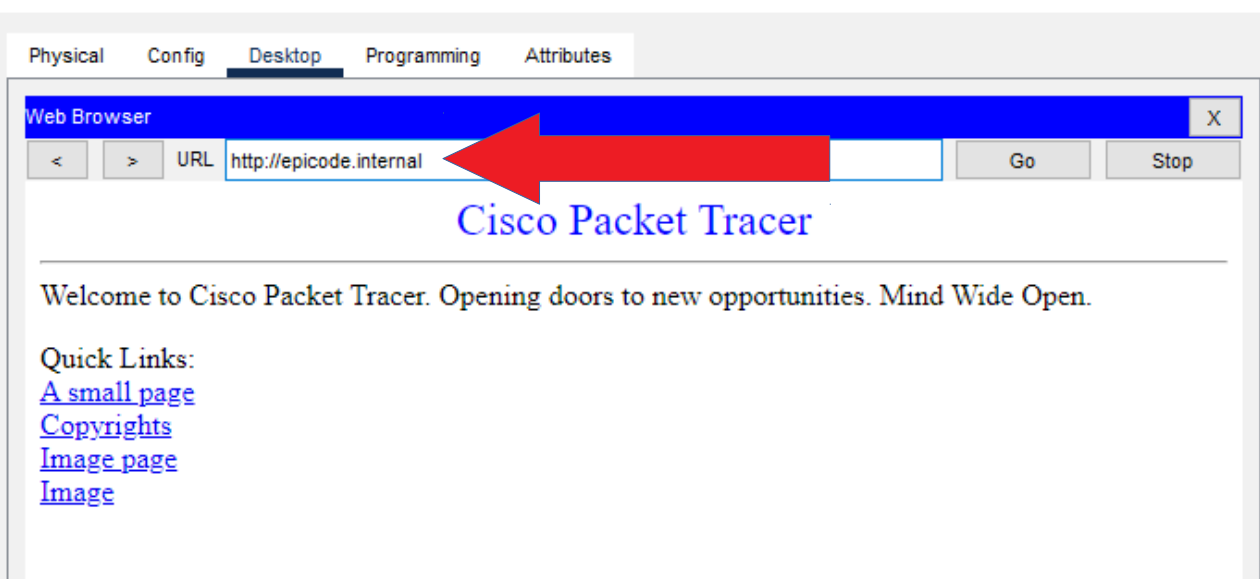 Physical Config Desktop Programming Attributes
Web Browser X
< > URL http://epicode.internal Go Stop
Cisco Packet Tracer
Welcome to Cisco Packet Tracer. Opening doors to new opportunities. Mind Wide Open.
Quick Links:
A small page
Copyrights
Image page
Image